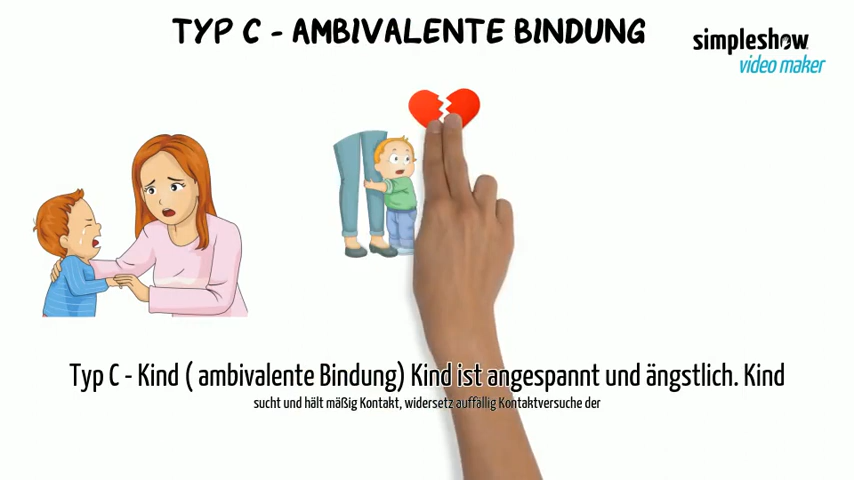 TYP C - AMBIVALENTE BINDUNG
simpleshow
video maker
Typ C - Kind ( ambivalente Bindung) Kind ist angespannt und ängstlich. Kind
sucht und hält mäßig Kontakt, widersetz auffällig Kontaktversuche der